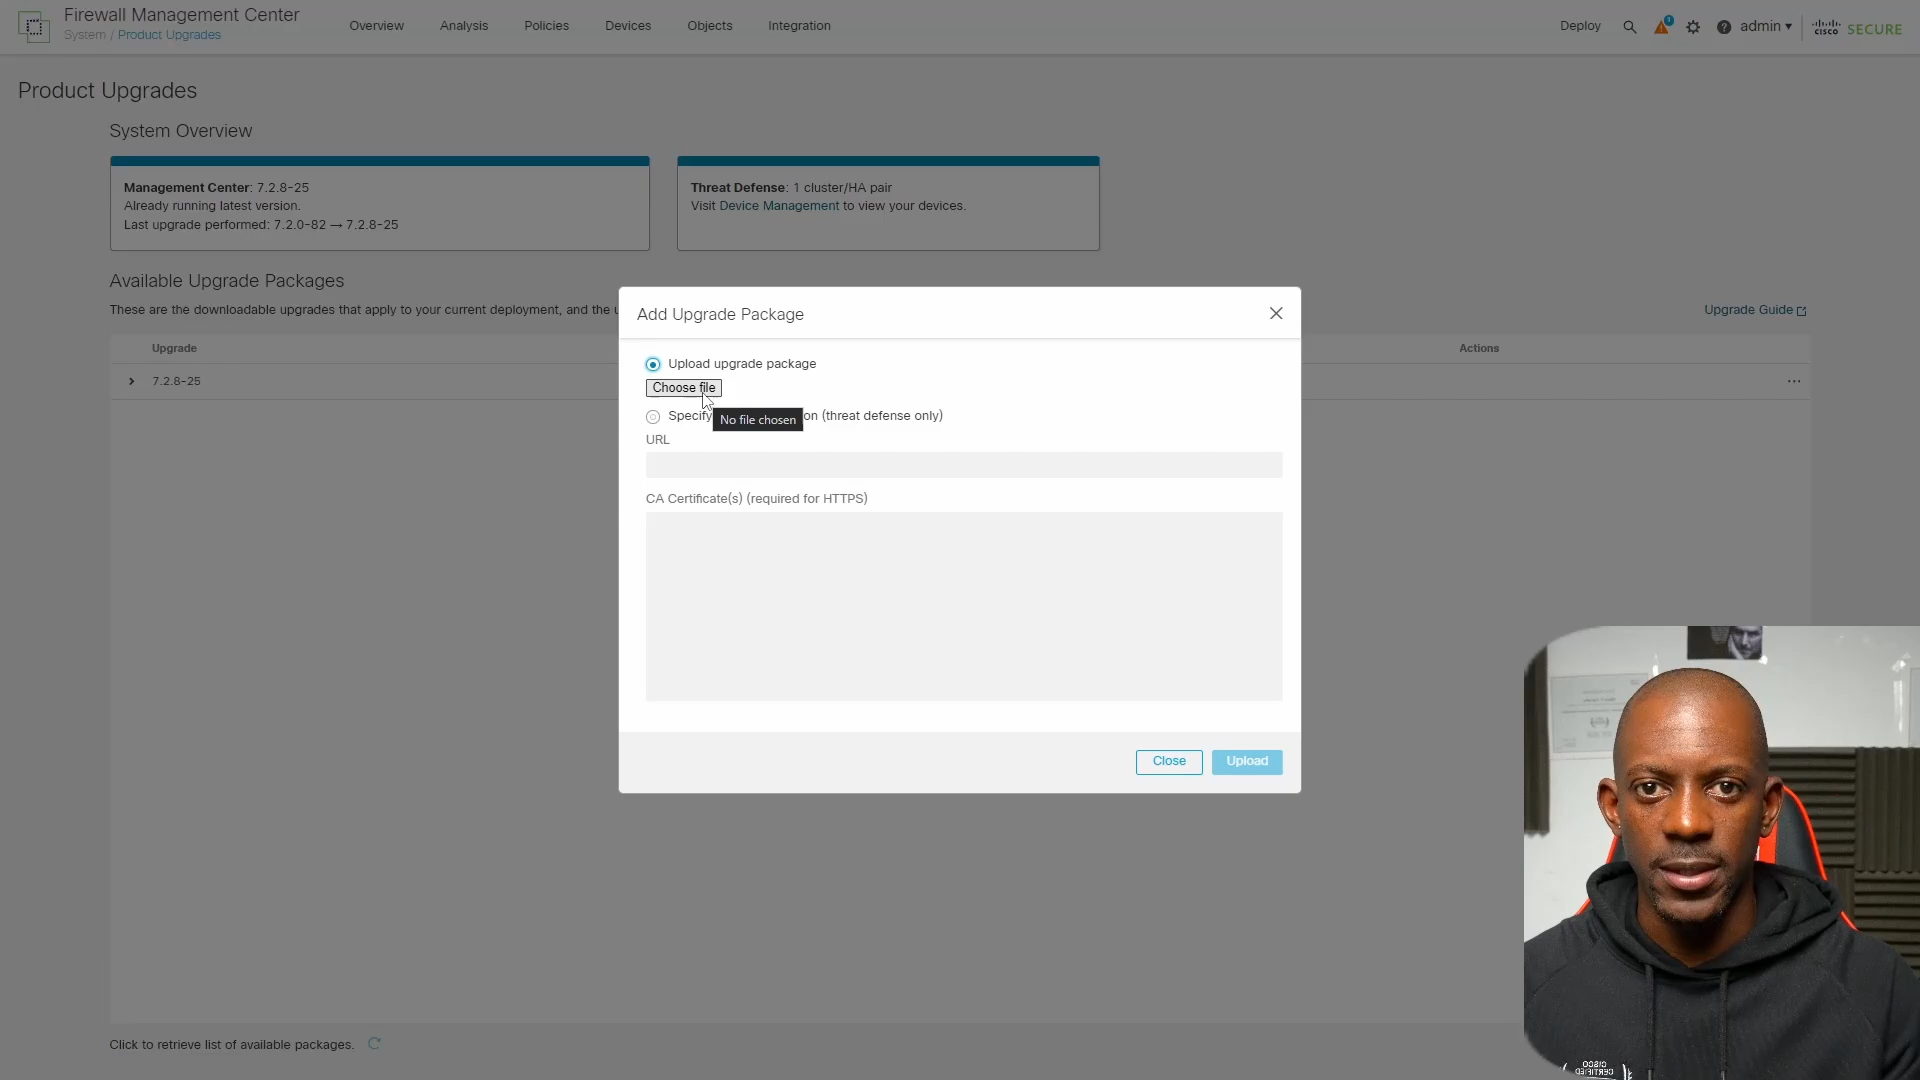 Firewall Management Center
System / Product Upgrades
Overview
Analysis
Policies
Devices
Objects
Integration
Deploy
1
?
admin
cisco SECURE
Product Upgrades
System Overview
Management Center: 7.2.8-25
Already running latest version.
Last upgrade performed: 7.2.0-82 → 7.2.8-25
Threat Defense: 1 cluster/HA pair
Visit Device Management to view your devices.
Available Upgrade Packages
These are the downloadable upgrades that apply to your current deployment, and the
Upgrade Guide
Upgrade
Actions
7.2.8-25
Add Upgrade Package
Upload upgrade package
Choose file
No file chosen
Specify on (threat defense only)
URL
CA Certificate(s) (required for HTTPS)
Close
Upload
Click to retrieve list of available packages.
CISCO
CERTIFIED